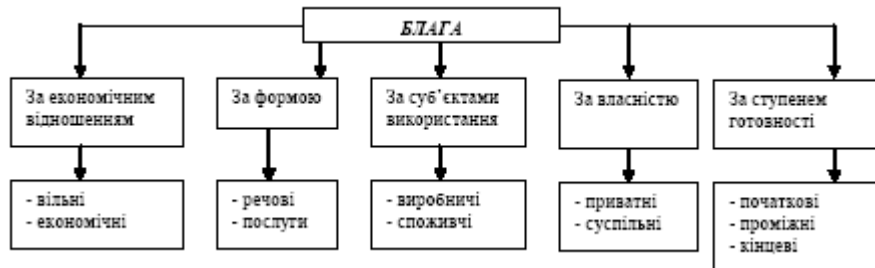 БЛАГА
За економічним
відношенням
За формою
За суб’єктами
використання
За власністю
За ступенем
готовності
- вільні
- економічні
- речові
- послуги
- виробничі
- споживчі
- приватні
- суспільні
- початкові
- проміжні
- кінцеві